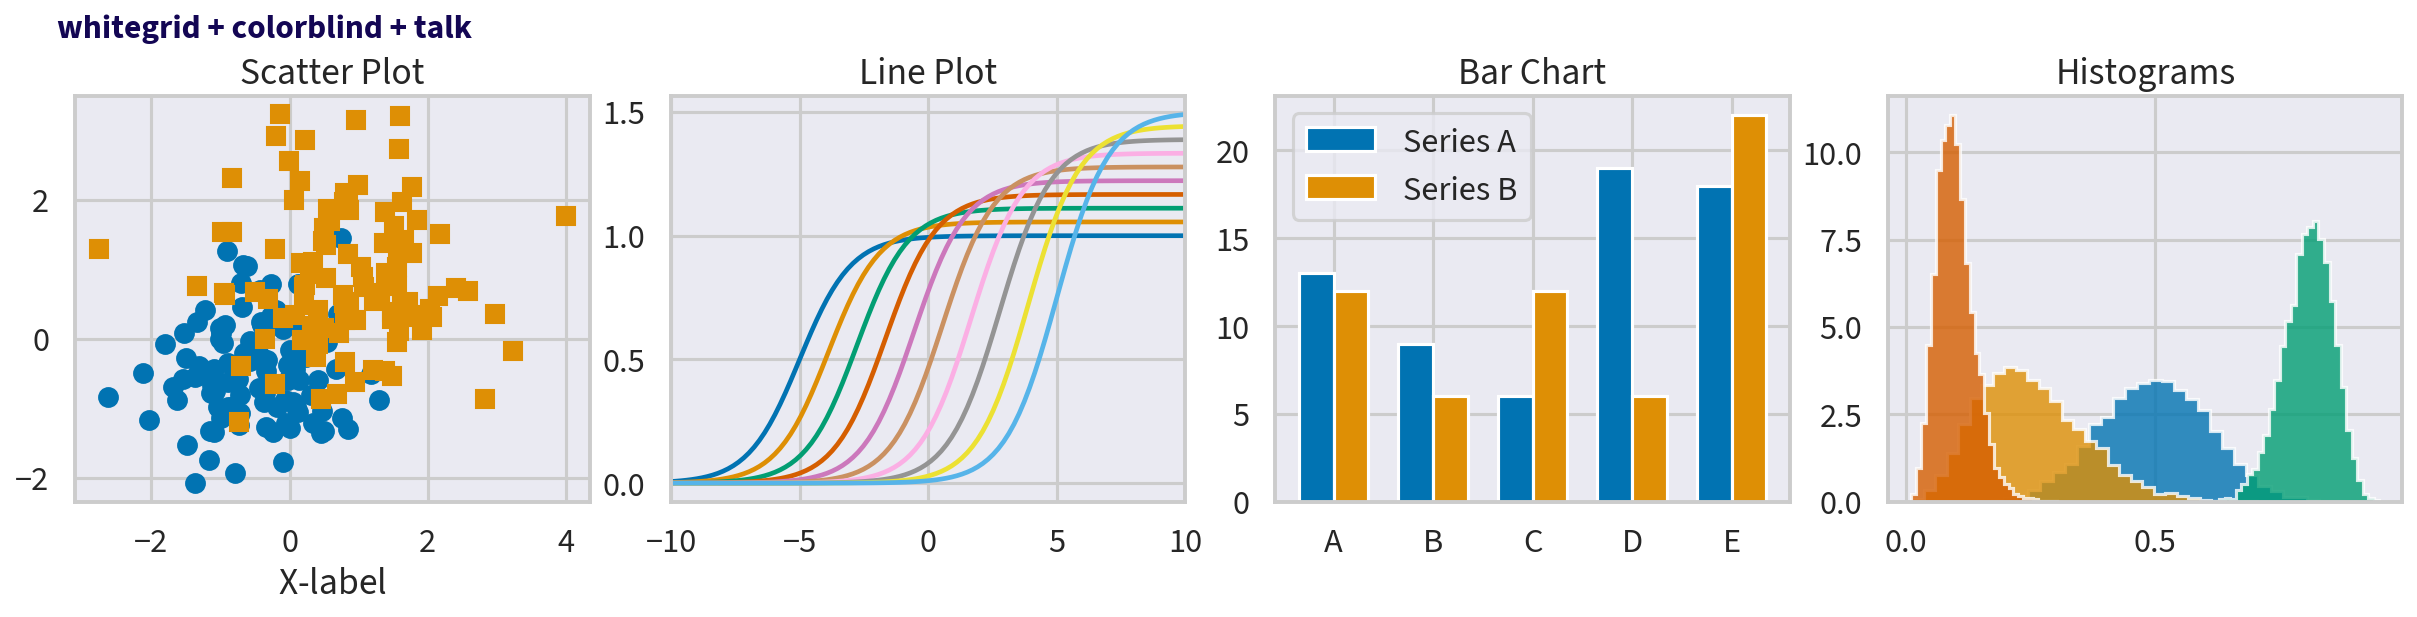 whitegrid + colorblind + talk
Scatter Plot
2
0
−2
−2 0 2 4
X-label
Line Plot
1.5
1.0
0.5
0.0
−10 −5 0 5 10
Bar Chart
Series A
Series B
20
15
10
5
0
A B C D E
Histograms
10.0
7.5
5.0
2.5
0.0
0.0 0.5